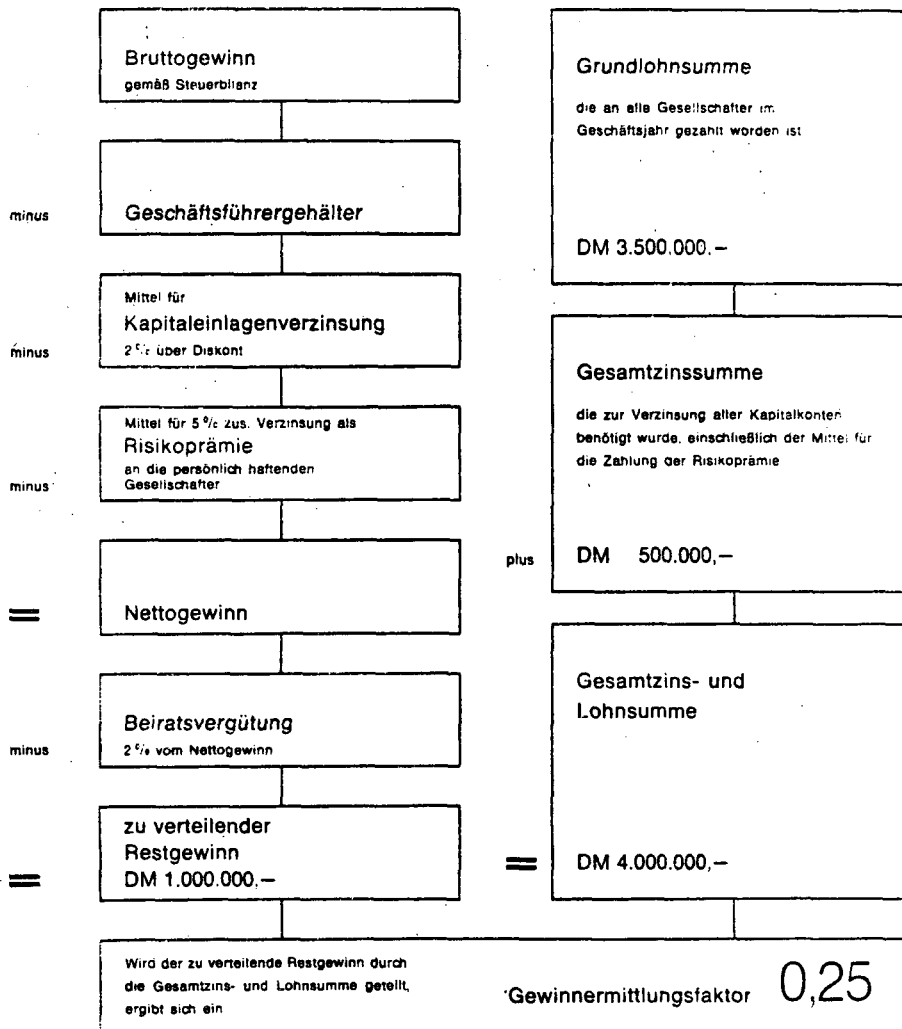 Bruttogewinn
gemäß Steuerbilanz
minus
Geschäftsführergehälter
minus
Mittel für
Kapitaleinlagenverzinsung
2 % über Diskont
minus
Mittel für 5 % zus. Verzinsung als
Risikoprämie
an die persönlich haftenden
Gesellschafter
=
Nettogewinn
minus
Beiratsvergütung
2 % vom Nettogewinn
=
zu verteilender
Restgewinn
DM 1.000.000,—
Grundlohnsumme
die an alle Gesellschafter im
Geschäftsjahr gezahlt worden ist
DM 3.500.000.—
plus
Gesamtzinssumme
die zur Verzinsung aller Kapitalkonten
benötigt wurde, einschließlich der Mittel für
die Zahlung der Risikoprämie
DM 500.000,—
=
Gesamtzins- und
Lohnsumme
DM 4.000.000,—
Wird der zu verteilende Restgewinn durch
die Gesamtzins- und Lohnsumme geteilt,
ergibt sich ein
Gewinnermittlungsfaktor 0,25